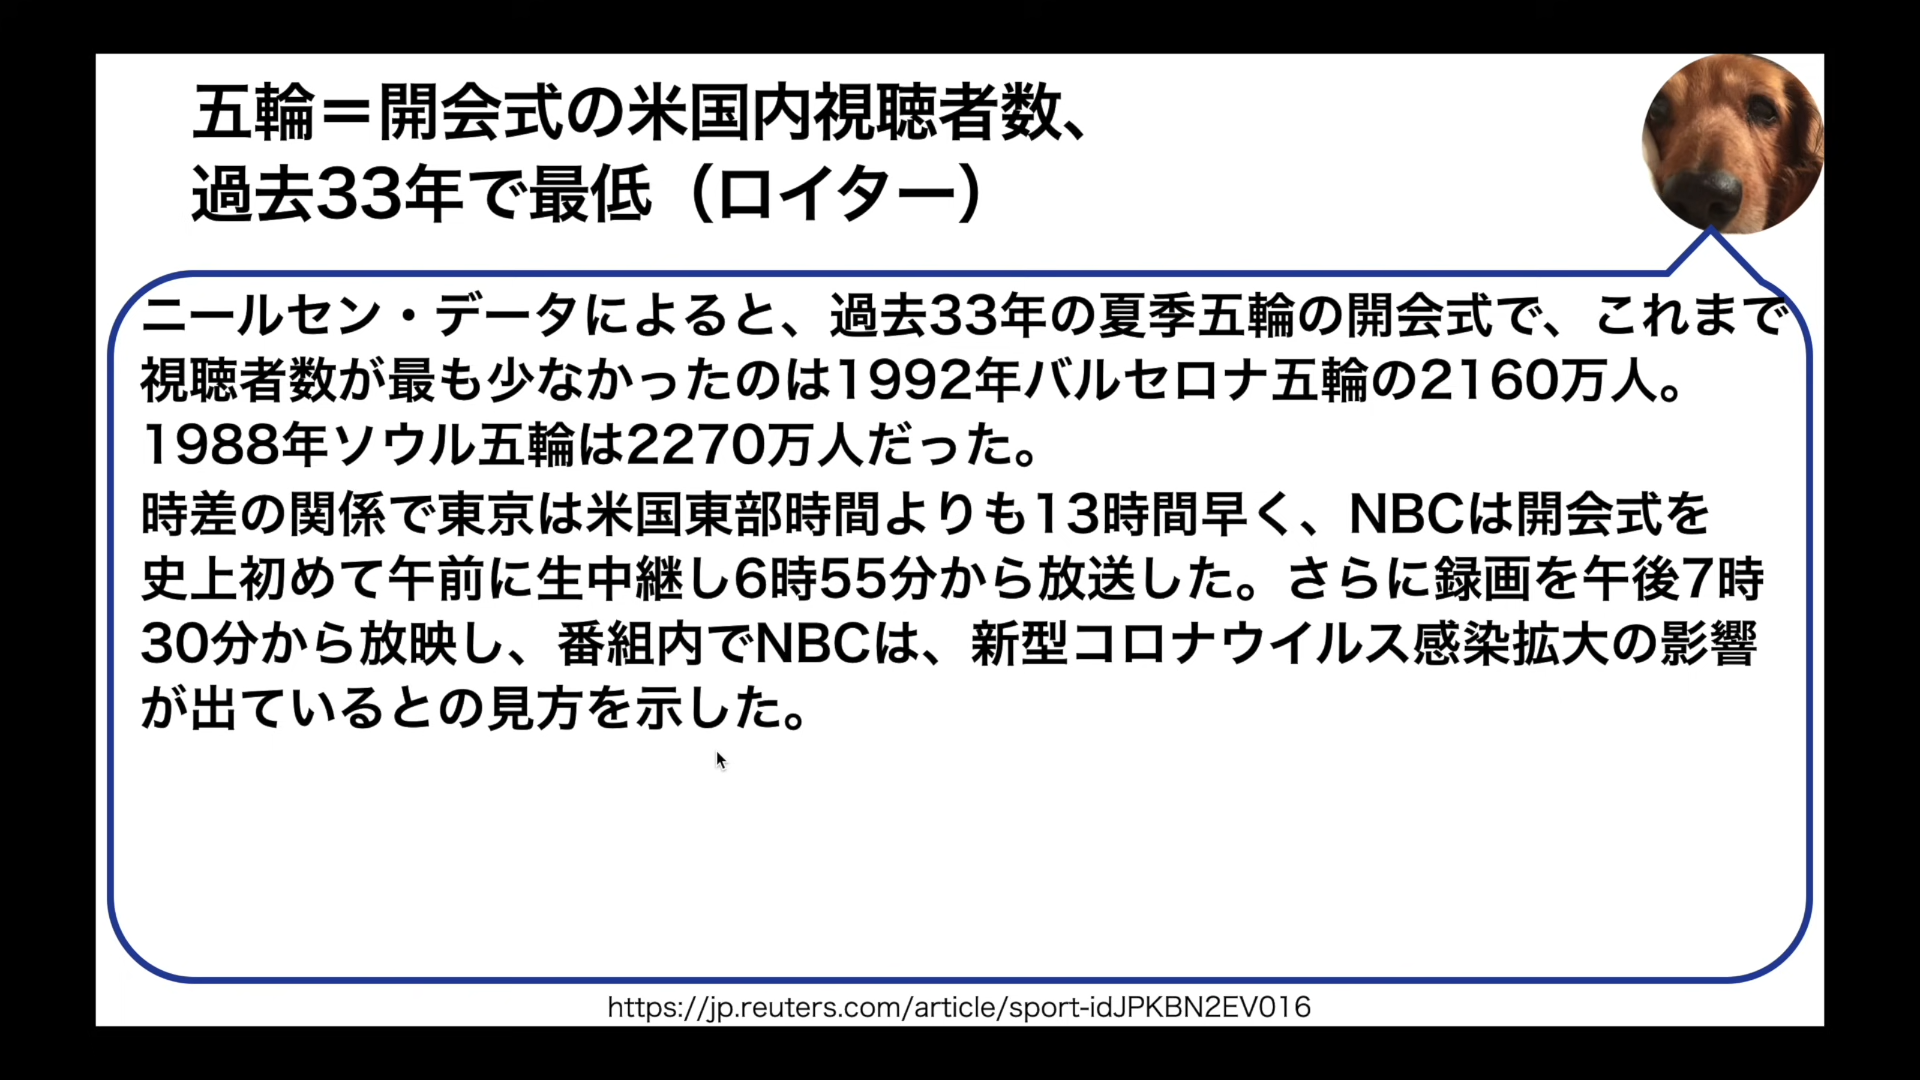 五輪＝開会式の米国内視聴者数、
過去33年で最低（ロイター）
ニールセン・データによると、過去33年の夏季五輪の開会式で、これまで
視聴者数が最も少なかったのは1992年バルセロナ五輪の2160万人。
1988年ソウル五輪は2270万人だった。
時差の関係で東京は米国東部時間よりも13時間早く、NBCは開会式を
史上初めて午前に生中継し6時55分から放送した。さらに録画を午後7時
30分から放映し、番組内でNBCは、新型コロナウイルス感染拡大の影響
が出ているとの見方を示した。
https://jp.reuters.com/article/sport-idJPKBN2EV016